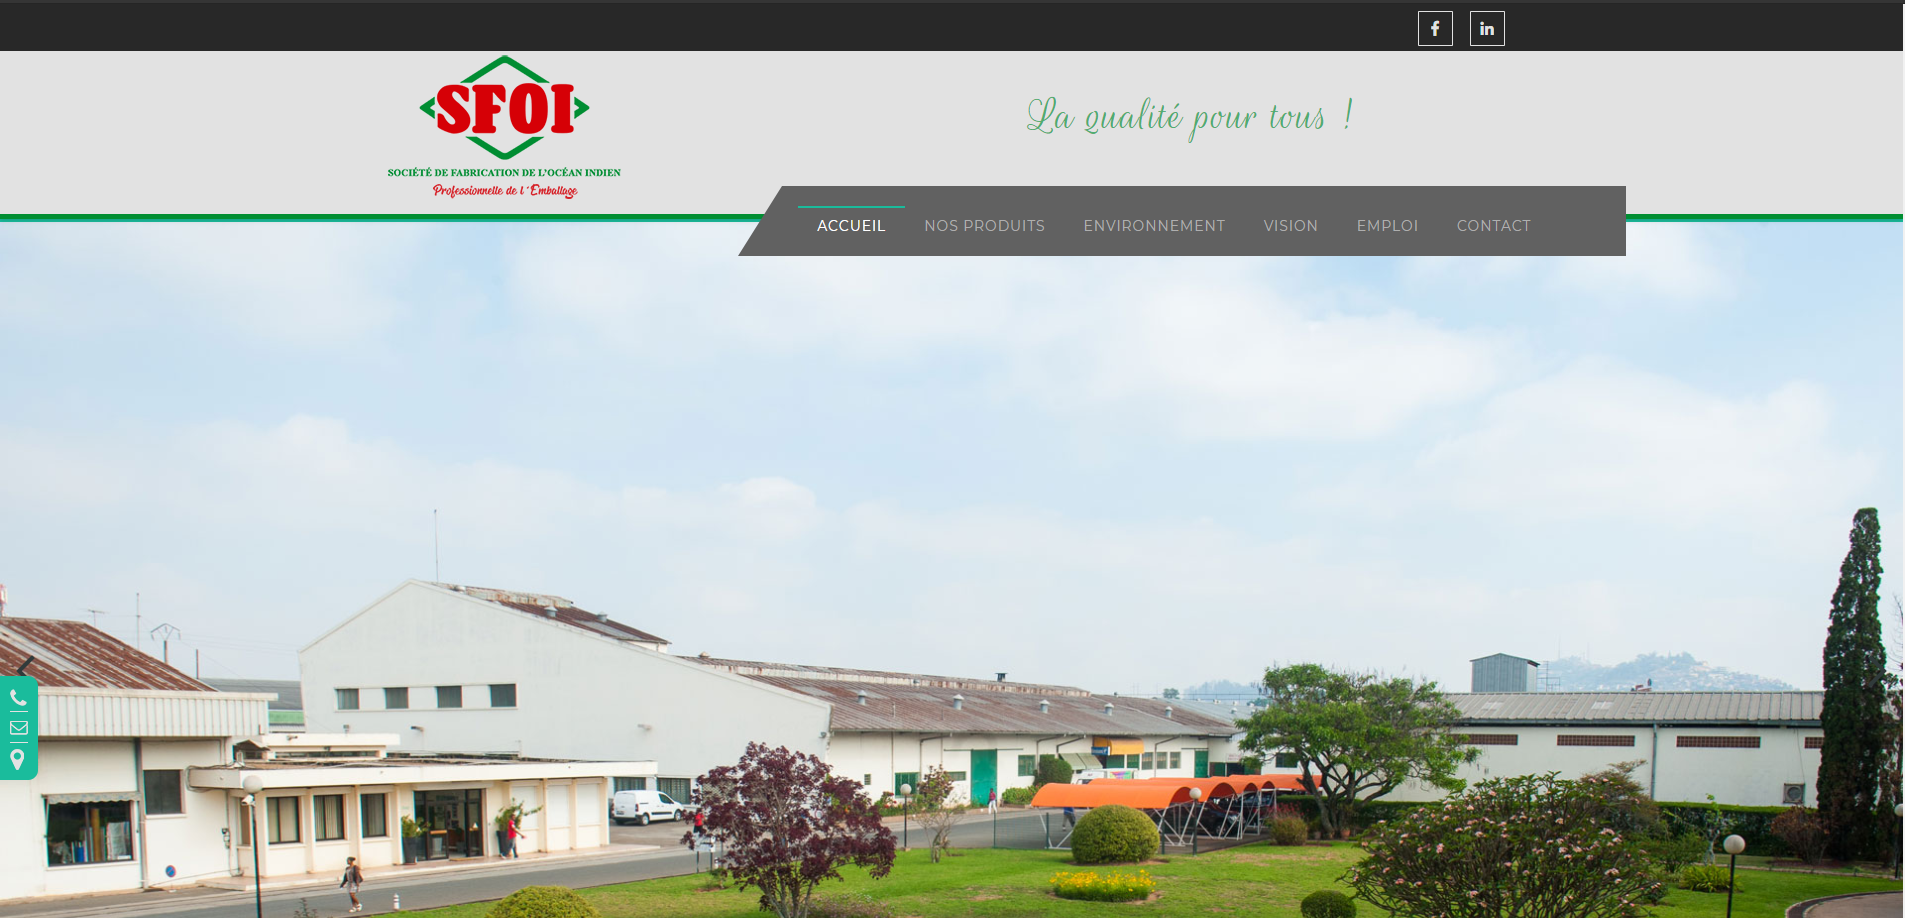 f
in
SFOI
SOCIÉTÉ DE FABRICATION DE L'OCÉAN INDIEN
Professionnelle de l'Emballage
La qualité pour tous !
ACCUEIL NOS PRODUITS ENVIRONNEMENT VISION EMPLOI CONTACT